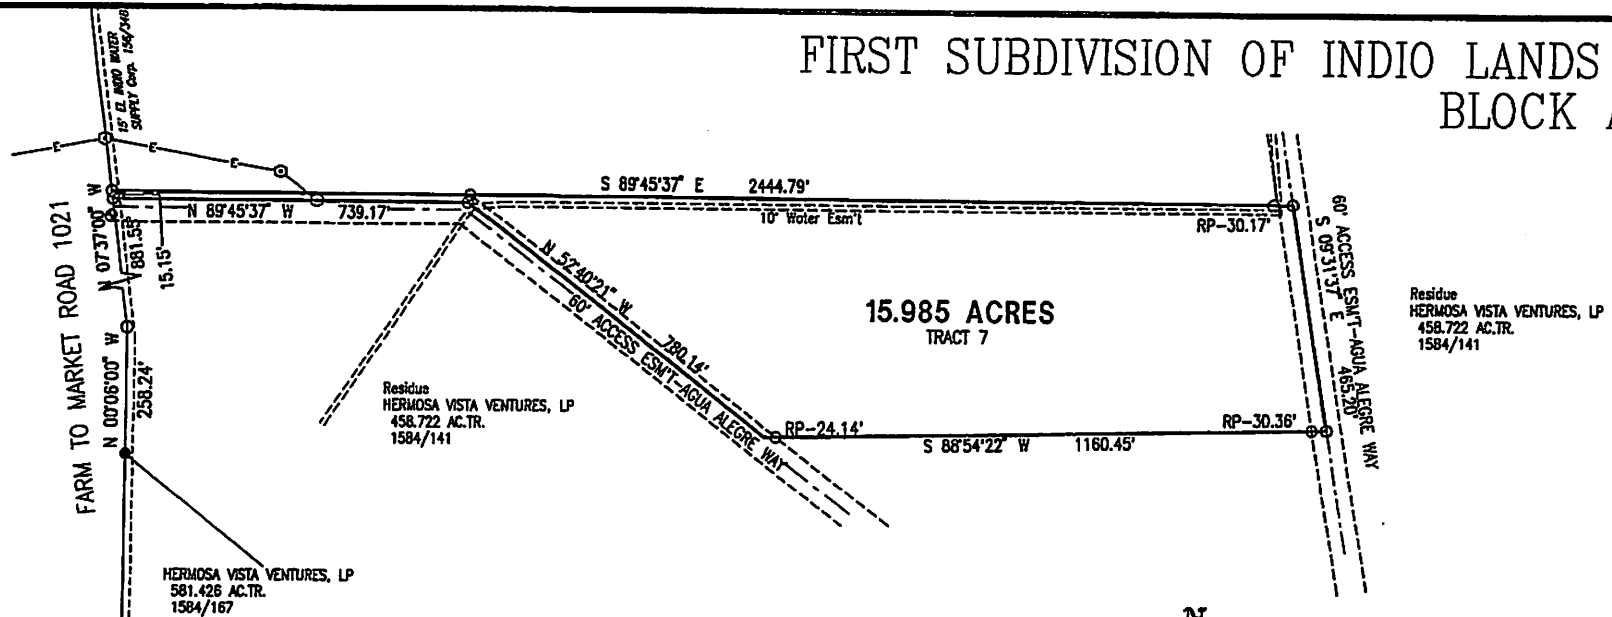 FIRST SUBDIVISION OF INDIO LANDS
BLOCK A
15' EL INDIO WATER
SUPPLY Corp. 156/348
E
E
E
S 89°45'37" E 2444.79'
N 89°45'37" W 739.17'
10' Water Esm't
RP-30.17'
N 07°37'00" W
881.55'
15.15'
FARM TO MARKET ROAD 1021
N 00°06'00" W
258.24'
N 52°40'21" W
780.14'
60' ACCESS ESM'T-AGUA ALEGRE WAY
15.985 ACRES
TRACT 7
60' ACCESS ESM'T-AGUA ALEGRE WAY
S 09°31'37" E
465.20'
Residue
HERMOSA VISTA VENTURES, LP
458.722 AC.TR.
1584/141
Residue
HERMOSA VISTA VENTURES, LP
458.722 AC.TR.
1584/141
RP-24.14'
RP-30.36'
S 88°54'22" W 1160.45'
HERMOSA VISTA VENTURES, LP
581.426 AC.TR.
1584/167
N